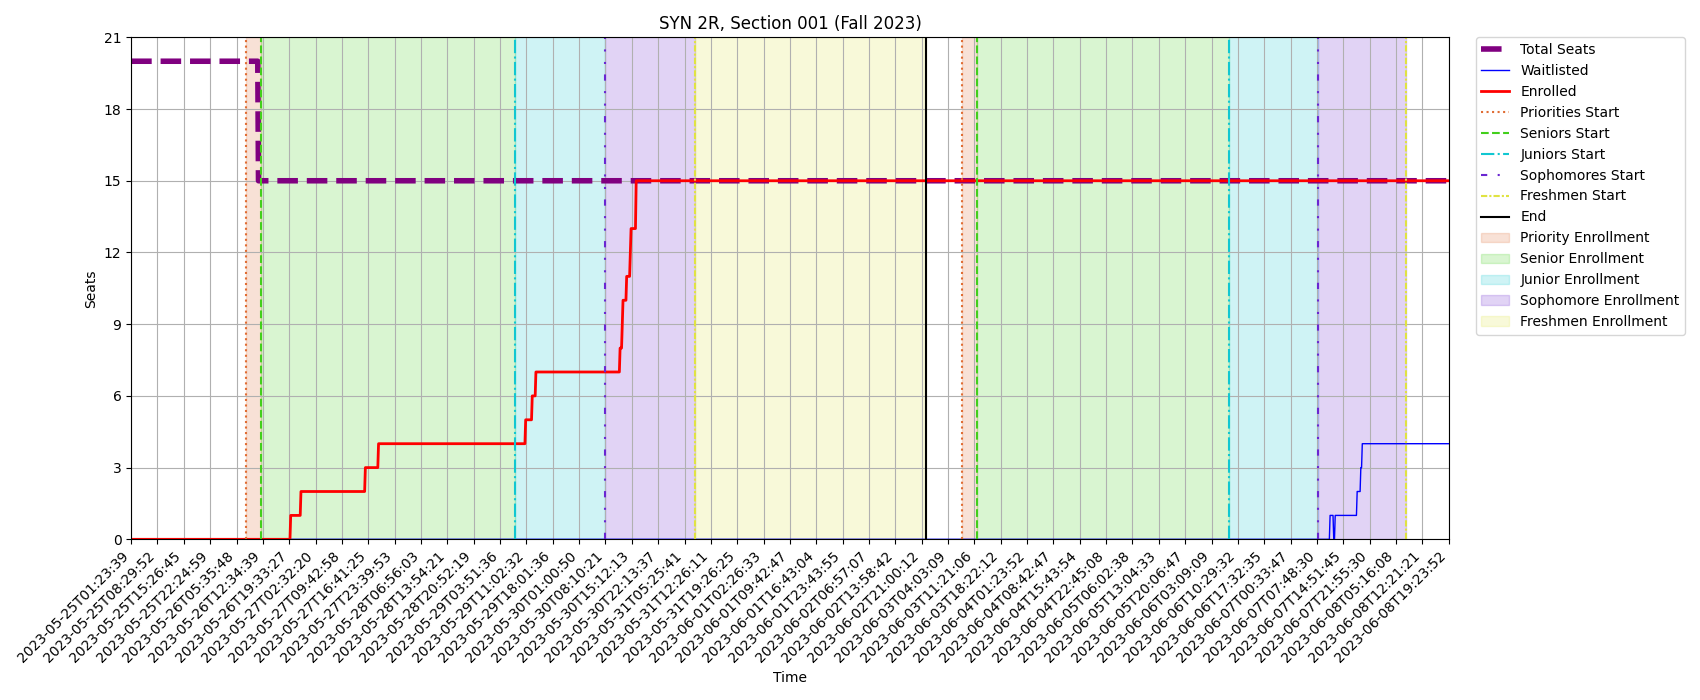 SYN 2R, Section 001 (Fall 2023)
21
18
15
12
9
6
3
0
Seats
2023-05-25T01:23:39
2023-05-25T08:29:52
2023-05-25T15:26:45
2023-05-25T22:24:59
2023-05-26T05:35:48
2023-05-26T12:34:39
2023-05-26T19:33:27
2023-05-27T02:32:20
2023-05-27T09:42:58
2023-05-27T16:41:25
2023-05-27T23:39:53
2023-05-28T06:56:03
2023-05-28T13:54:21
2023-05-28T20:52:19
2023-05-29T03:51:36
2023-05-29T11:02:32
2023-05-29T18:01:36
2023-05-30T01:00:50
2023-05-30T08:10:21
2023-05-30T15:12:13
2023-05-30T22:13:37
2023-05-31T05:25:41
2023-05-31T12:26:11
2023-05-31T19:26:25
2023-06-01T02:26:33
2023-06-01T09:42:47
2023-06-01T16:43:04
2023-06-01T23:43:55
2023-06-02T06:57:07
2023-06-02T13:58:42
2023-06-02T21:00:12
2023-06-03T04:03:09
2023-06-03T11:21:06
2023-06-03T18:22:12
2023-06-04T01:23:52
2023-06-04T08:42:47
2023-06-04T15:43:54
2023-06-04T22:45:08
2023-06-05T06:02:38
2023-06-05T13:04:33
2023-06-05T20:06:47
2023-06-06T03:09:09
2023-06-06T10:29:32
2023-06-06T17:32:35
2023-06-07T00:33:47
2023-06-07T07:48:30
2023-06-07T14:51:45
2023-06-07T21:55:30
2023-06-08T05:16:09
2023-06-08T12:21:21
2023-06-08T19:23:52
Time
Total Seats
Waitlisted
Enrolled
Priorities Start
Seniors Start
Juniors Start
Sophomores Start
Freshmen Start
End
Priority Enrollment
Senior Enrollment
Junior Enrollment
Sophomore Enrollment
Freshmen Enrollment